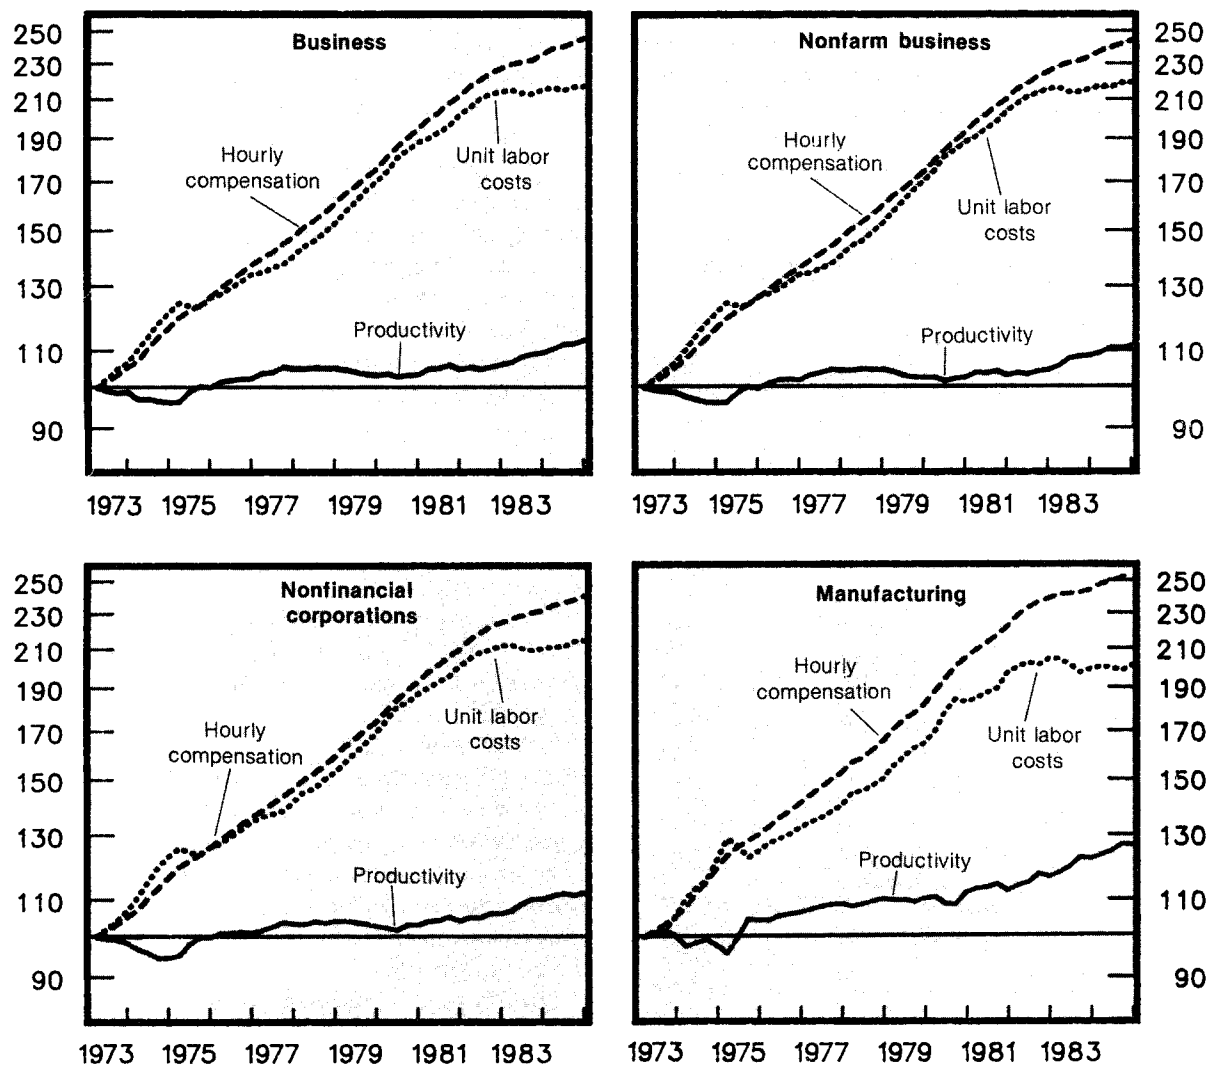 Business
250
230
210
190
170
150
130
110
90
Hourly
compensation
Unit labor
costs
Productivity
1973 1975 1977 1979 1981 1983
Nonfarm business
250
230
210
190
170
150
130
110
90
Hourly
compensation
Unit labor
costs
Productivity
1973 1975 1977 1979 1981 1983
Nonfinancial
corporations
250
230
210
190
170
150
130
110
90
Hourly
compensation
Unit labor
costs
Productivity
1973 1975 1977 1979 1981 1983
Manufacturing
250
230
210
190
170
150
130
110
90
Hourly
compensation
Unit labor
costs
Productivity
1973 1975 1977 1979 1981 1983